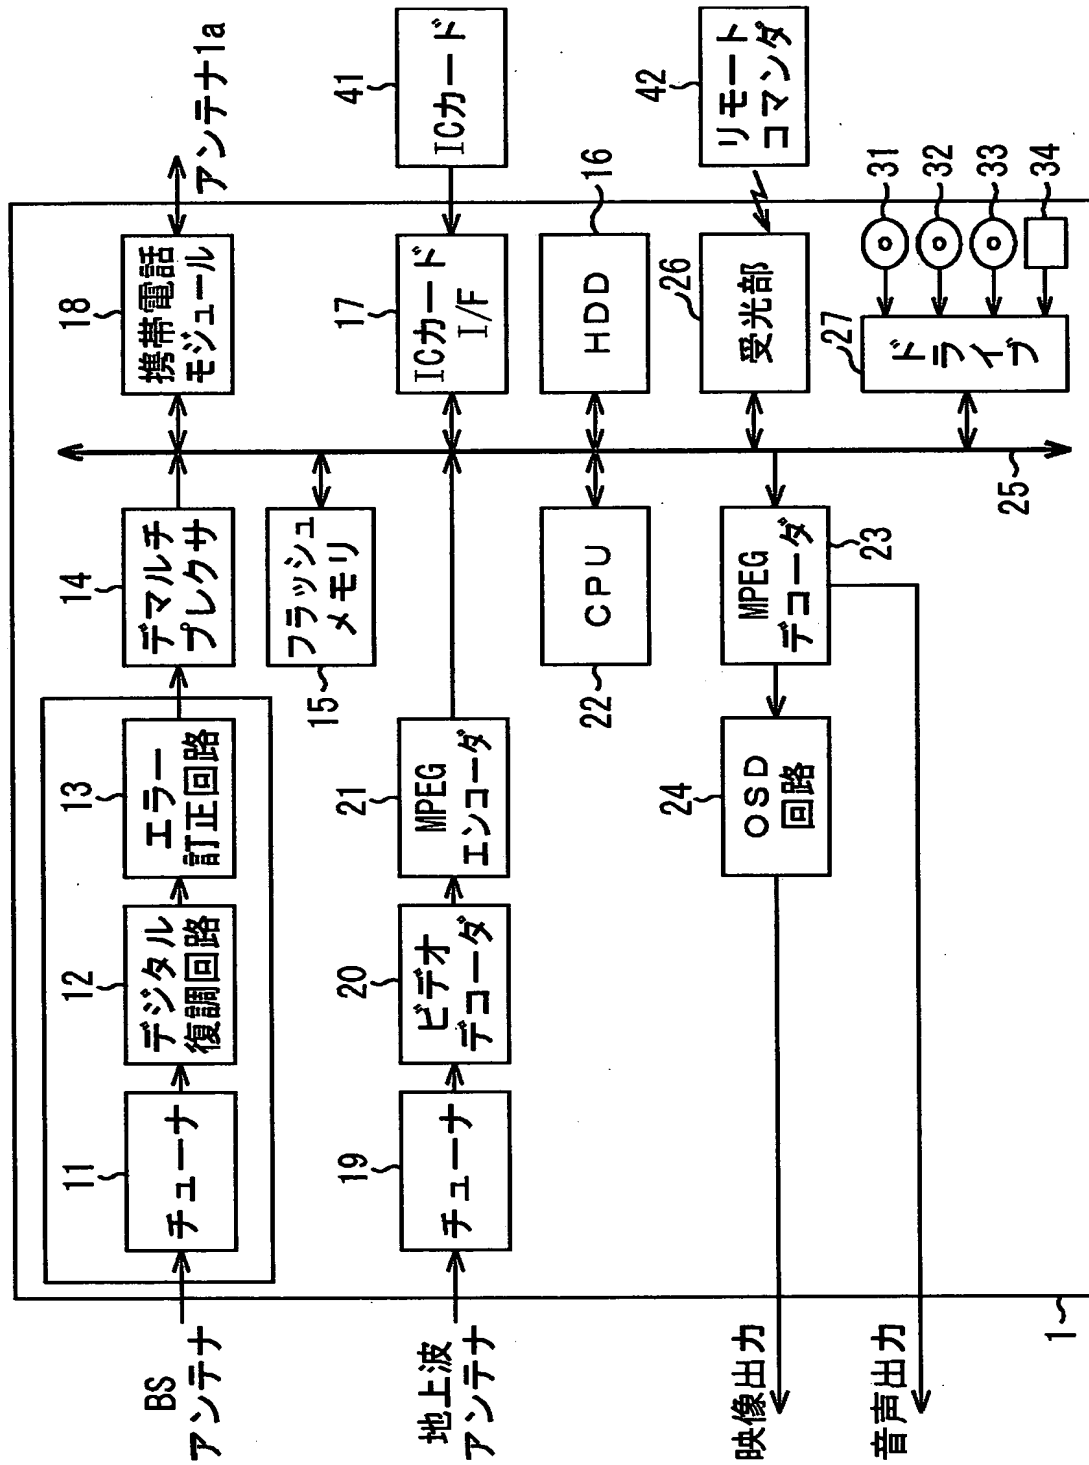 BS
アンテナ
11
チューナ
12
デジタル
復調回路
13
エラー
訂正回路
14
デマルチ
プレクサ
18
携帯電話
モジュール
アンテナ1a
15
フラッシュ
メモリ
地上波
アンテナ
19
チューナ
20
ビデオ
デコーダ
21
MPEG
エンコーダ
17
ICカード
I/F
41
ICカード
22
CPU
16
HDD
映像出力
音声出力
24
OSD
回路
23
MPEG
デコーダ
26
受光部
42
リモート
コマンダ
27
ドライブ
31
32
33
34
25
1